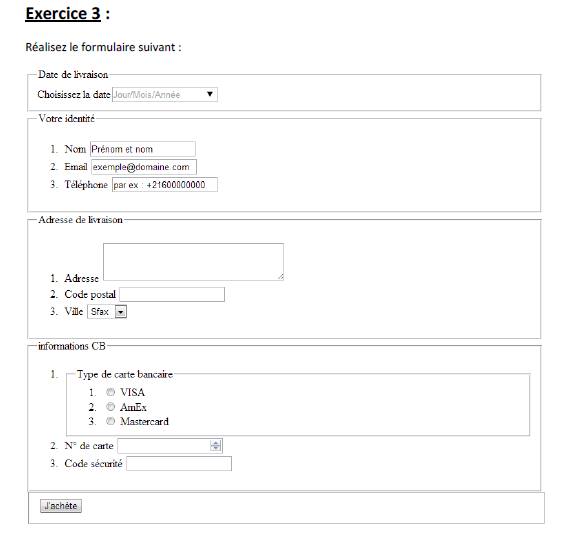 Exercice 3 :
Réalisez le formulaire suivant :
Date de livraison
Choisissez la date Jour/Mois/Année
Votre identité
1. Nom Prénom et nom
2. Email exemple@domaine.com
3. Téléphone par ex : +21600000000
Adresse de livraison
1. Adresse
2. Code postal
3. Ville Sfax
informations CB
1. Type de carte bancaire
1. VISA
2. AmEx
3. Mastercard
2. N° de carte
3. Code sécurité
J'achète